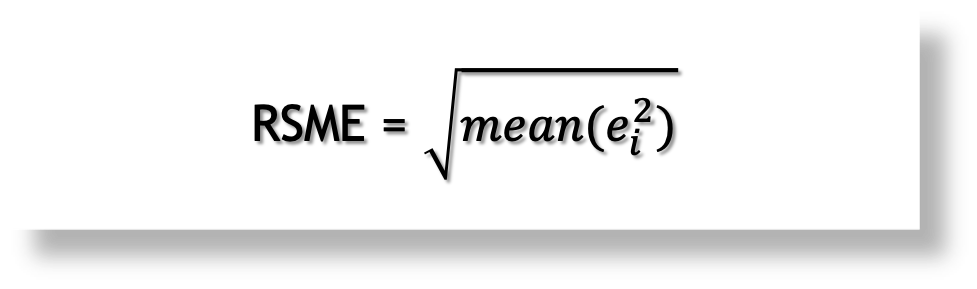 RSME = √mean(e_i^2)